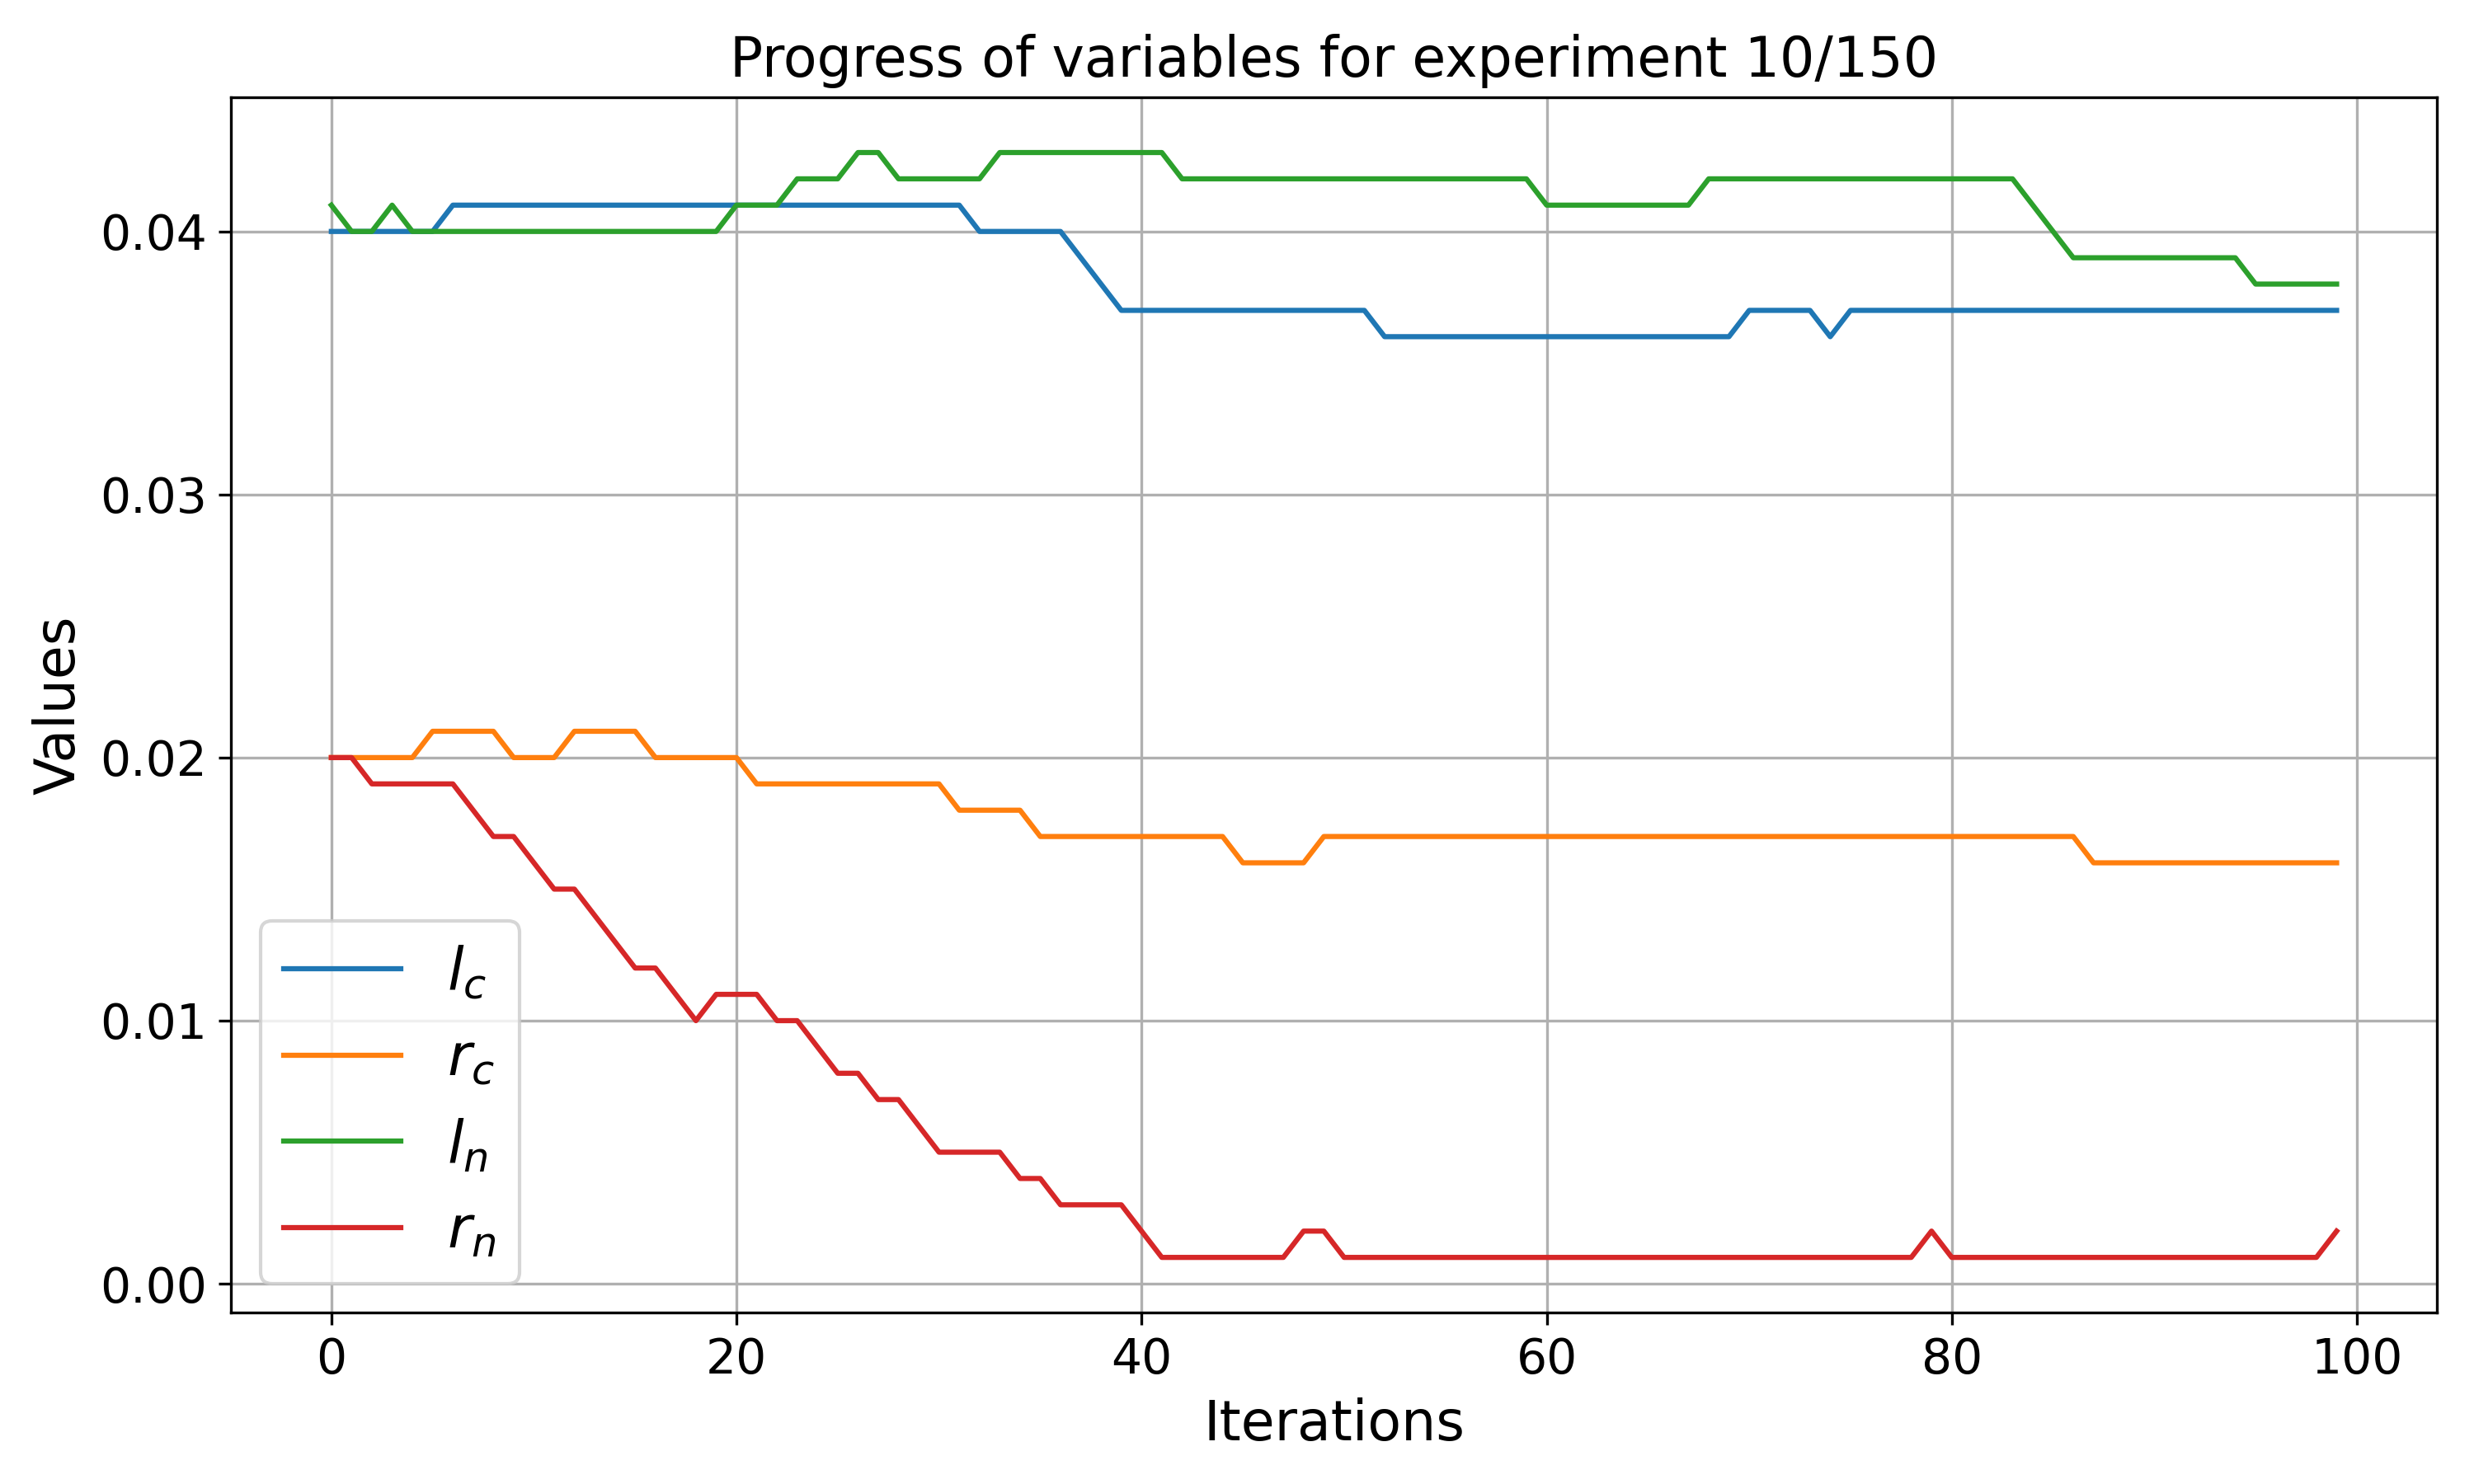 Progress of variables for experiment 10/150
Values
0.04
0.03
0.02
0.01
0.00
l_c
r_c
l_n
r_n
0 20 40 60 80 100
Iterations